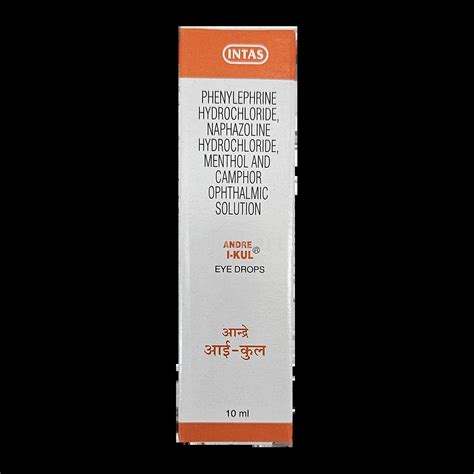 INTAS
PHENYLEPHRINE
HYDROCHLORIDE,
NAPHAZOLINE
HYDROCHLORIDE,
MENTHOL AND
CAMPHOR
OPHTHALMIC
SOLUTION
ANDRE
I-KUL®
EYE DROPS
आन्द्रे
आई-कुल
10 ml